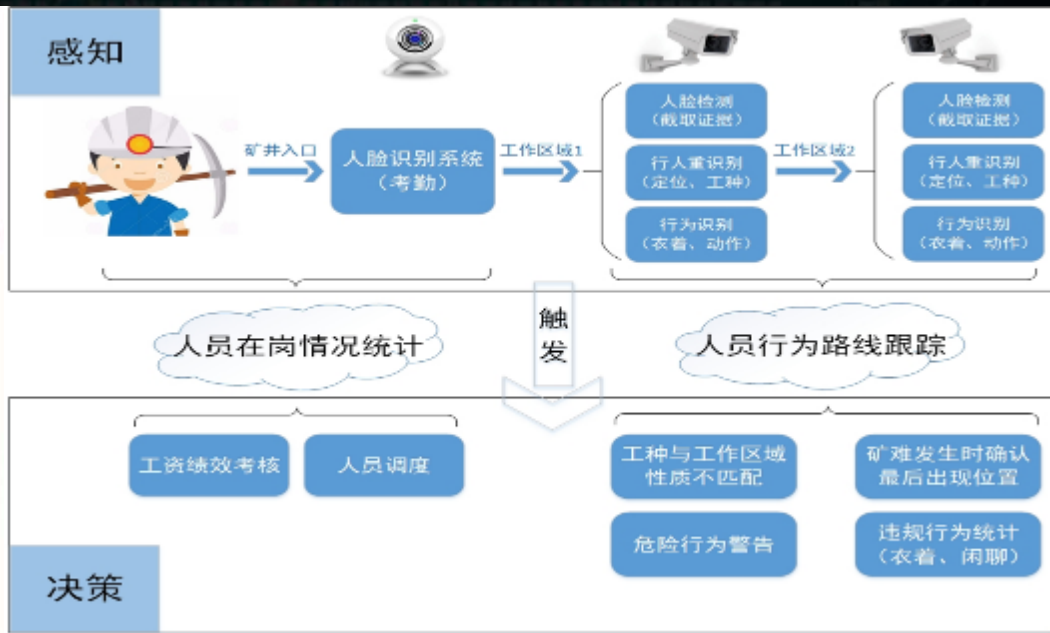 感知
矿井入口
人脸识别系统
（考勤）
工作区域1
人脸检测
（截取证据）
行人重识别
（定位、工种）
行为识别
（衣着、动作）
工作区域2
人脸检测
（截取证据）
行人重识别
（定位、工种）
行为识别
（衣着、动作）
人员在岗情况统计
触
发
人员行为路线跟踪
工资绩效考核
人员调度
工种与工作区域
性质不匹配
矿难发生时确认
最后出现位置
危险行为警告
违规行为统计
（衣着、闲聊）
决策